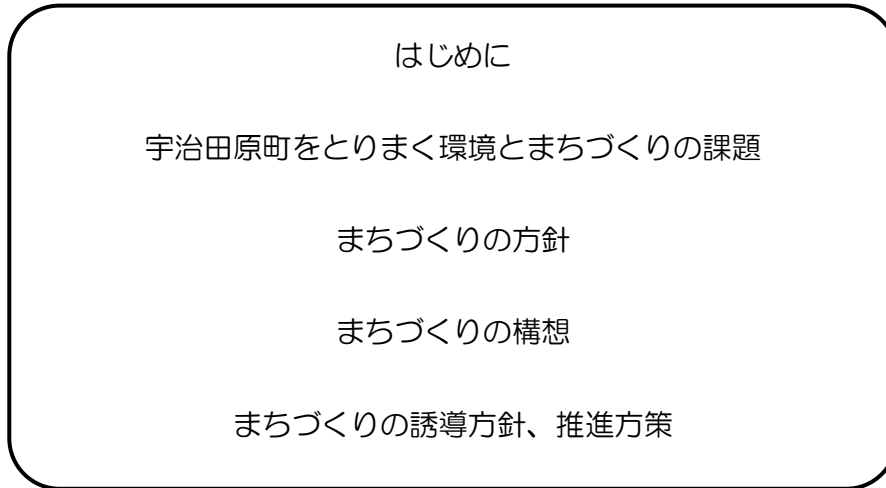 はじめに
宇治田原町をとりまく環境とまちづくりの課題
まちづくりの方針
まちづくりの構想
まちづくりの誘導方針、推進方策